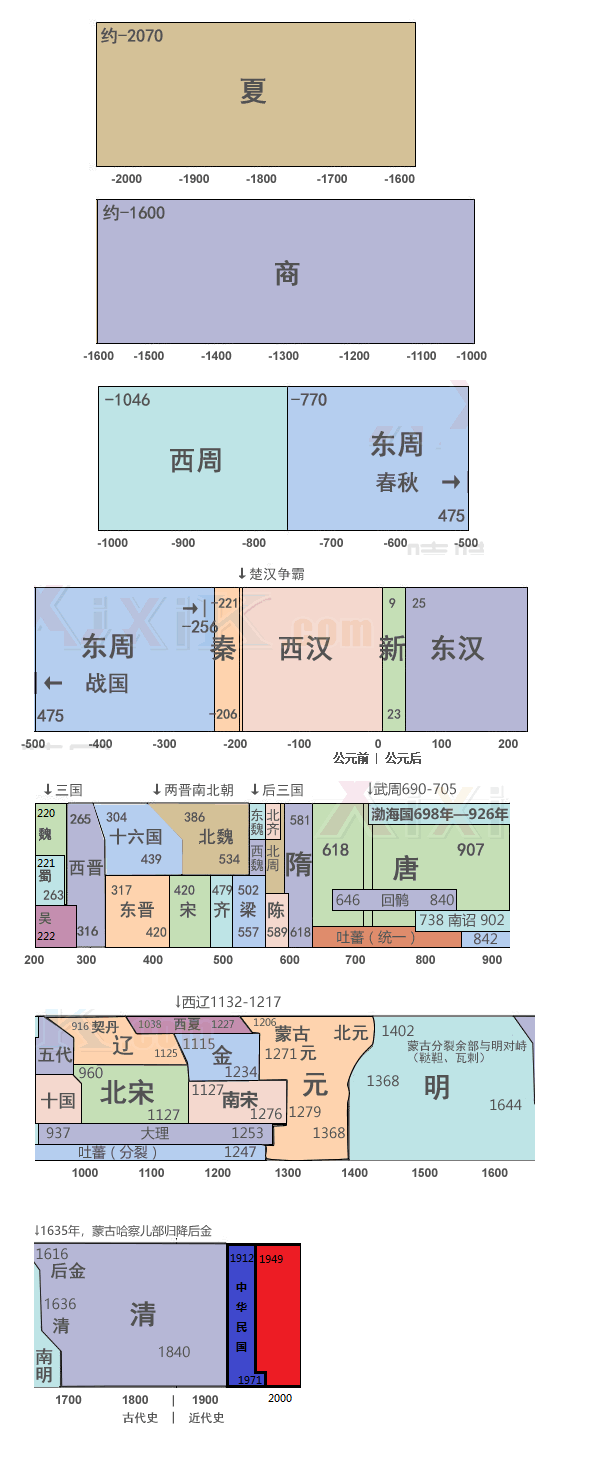 约-2070
夏
-2000 -1900 -1800 -1700 -1600
约-1600
商
-1600 -1500 -1400 -1300 -1200 -1100 -1000
-1046 -770
西周 东周
春秋 →
475
-1000 -900 -800 -700 -600 -500
↓楚汉争霸
→| -221 9 25
-256
东周 秦 西汉 新 东汉
← 战国
475 -206 23
-500 -400 -300 -200 -100 0 100 200
公元前 | 公元后
↓三国 ↓两晋南北朝 ↓后三国 ↓武周690-705
220 265 304 386 东魏 北齐 581 渤海国698年—926年
魏 十六国 北魏 618 907
221 西晋 439 534 西魏 北周 隋 唐
蜀
263 317 420 479 502 646 回鹘 840
吴 东晋 宋 齐 梁 陈 738 南诏 902
222 316 420 557 589 618 吐蕃（统一） 842
200 300 400 500 600 700 800 900
↓西辽1132-1217
916 契丹 1038 西夏 1227 1206
五代 辽 1115 蒙古 北元 1402
1125 金 1271元 蒙古分裂余部与明对峙
（鞑靼、瓦剌）
960 1234 1368
十国 北宋 1127 南宋 元 明
1127 1276 1279 1644
937 大理 1253 1368
吐蕃（分裂） 1247
1000 1100 1200 1300 1400 1500 1600
↓1635年，蒙古哈察儿部归降后金
1616 1912 1949
后金
1636 中华民国
清 清
南明 1840 1971
1700 1800 | 1900 2000
古代史 | 近代史